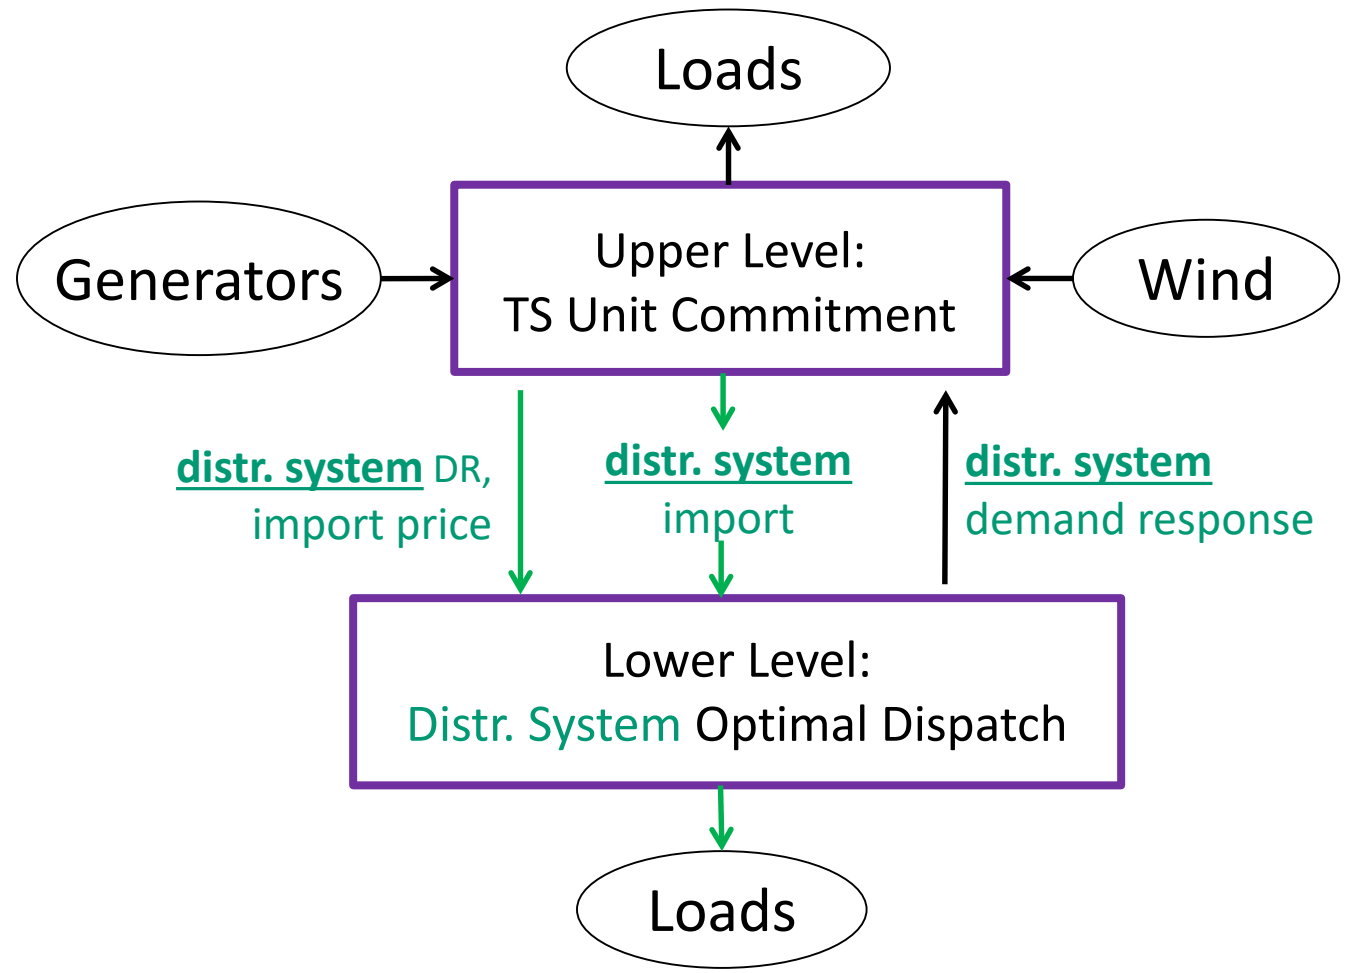 Loads
Generators
Upper Level:
TS Unit Commitment
Wind
distr. system DR,
import price
distr. system
import
distr. system
demand response
Lower Level:
Distr. System Optimal Dispatch
Loads